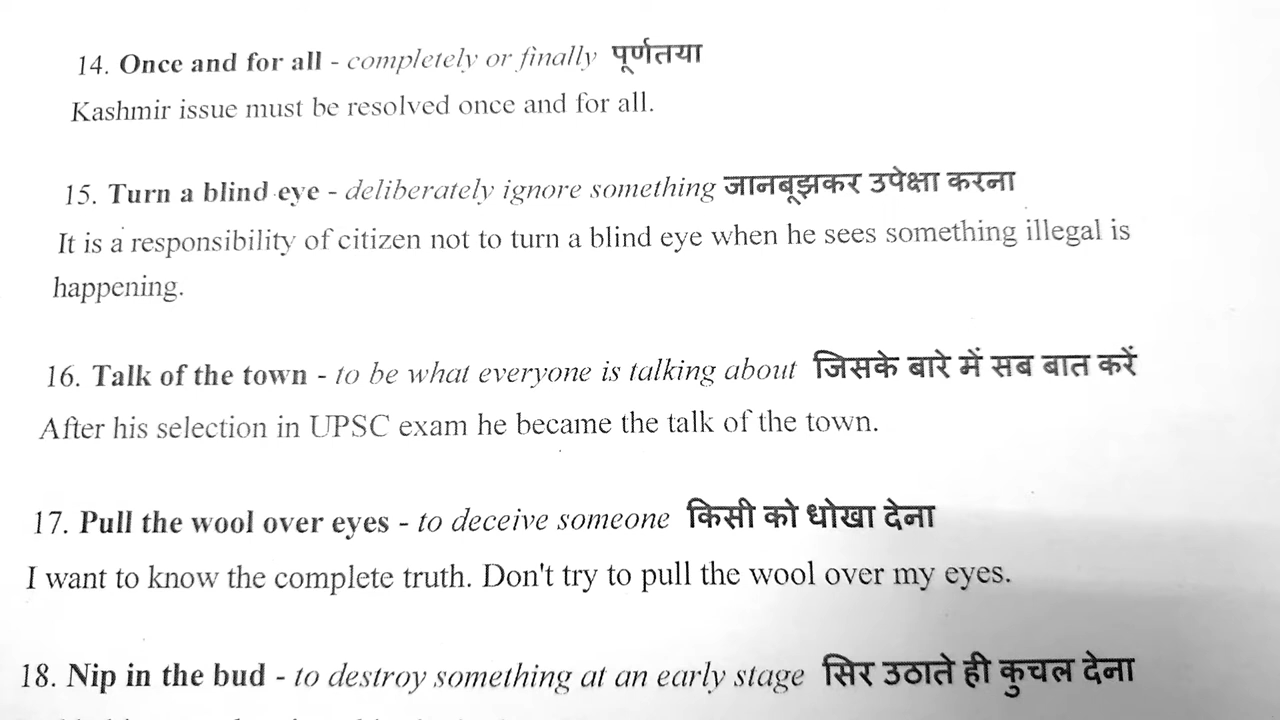 14. Once and for all - completely or finally पूर्णतया
Kashmir issue must be resolved once and for all.
15. Turn a blind eye - deliberately ignore something जानबूझकर उपेक्षा करना
It is a responsibility of citizen not to turn a blind eye when he sees something illegal is
happening.
16. Talk of the town - to be what everyone is talking about जिसके बारे में सब बात करें
After his selection in UPSC exam he became the talk of the town.
17. Pull the wool over eyes - to deceive someone किसी को धोखा देना
I want to know the complete truth. Don't try to pull the wool over my eyes.
18. Nip in the bud - to destroy something at an early stage सिर उठाते ही कुचल देना